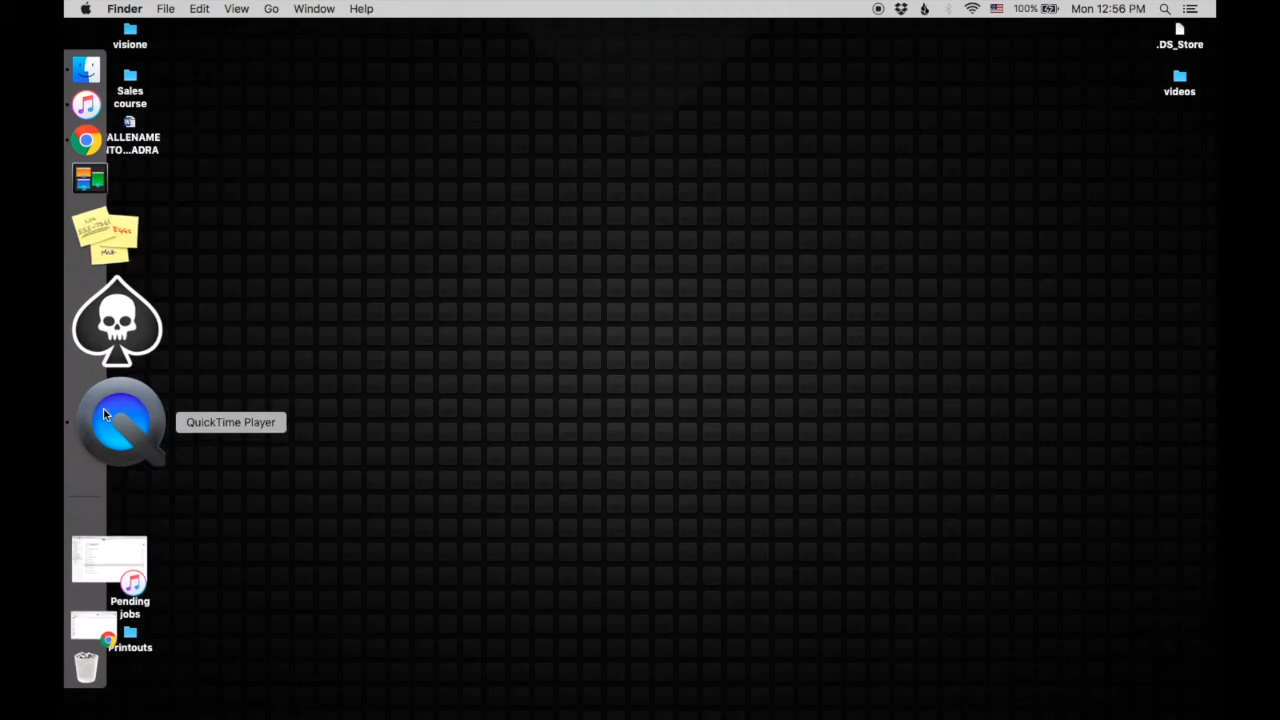 Finder File Edit View Go Window Help 100% Mon 12:56 PM
visione
Sales
course
ALLENAME
NTO...ADRA
QuickTime Player
Pending
jobs
Printouts
.DS_Store
videos